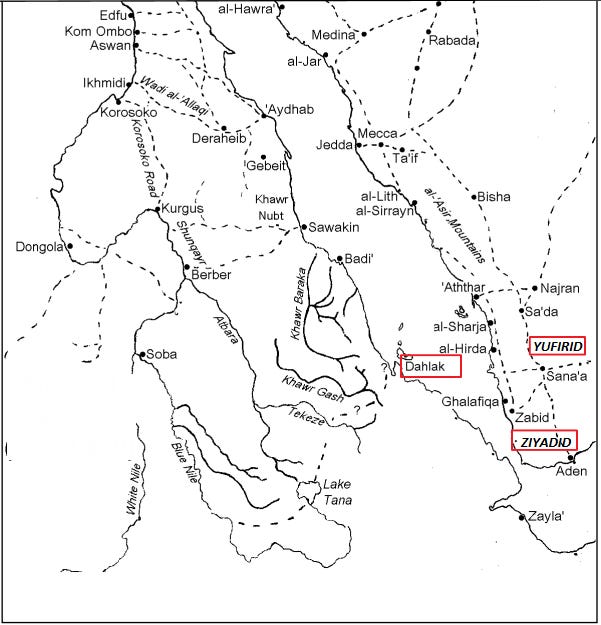 al-Hawra'
Edfu
Kom Ombo
Aswan
Medina
Rabada
al-Jar
Ikhmidi
Wadi al-'Allaqi
Korosoko
'Aydhab
Deraheib
Mecca
Jedda
Ta'if
Gebeit
Korosoko Road
al-Lith
al-Sirrayn
Bisha
Khawr
Nubt
Kurgus
al-'Asir Mountains
Shunqayr
Sawakin
Dongola
Badi'
Berber
Khawr Baraka
'Aththar
Najran
Sa'da
Atbara
al-Sharja
YUFIRID
al-Hirda
Soba
Dahlak
?
Sana'a
Khawr Gash
Ghalafiqa
Tekeze
?
Zabid
ZIYADID
Blue Nile
Aden
White Nile
Lake
Tana
Zayla'